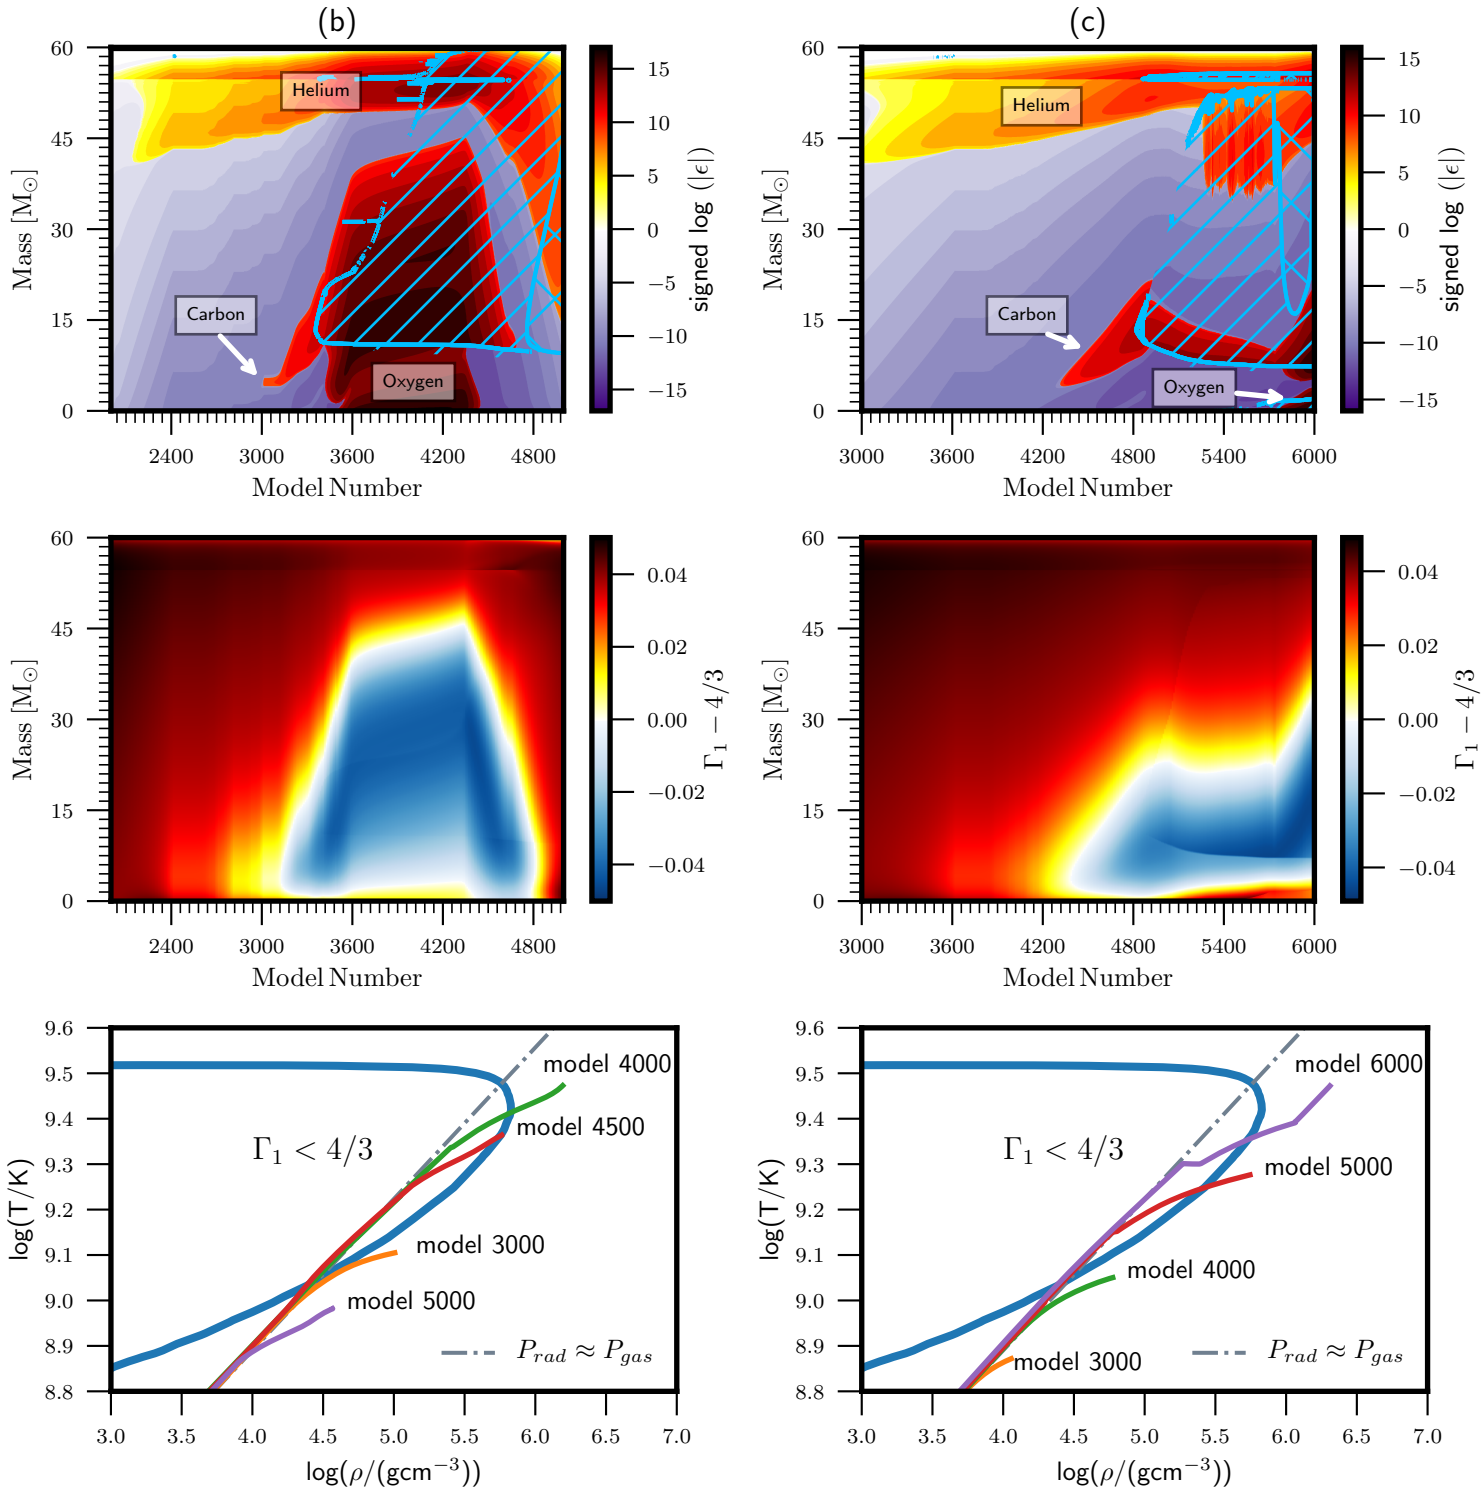 (b)
(c)
60
45
30
15
0
Mass [M⊙]
Helium
Carbon
Oxygen
2400
3000
3600
4200
4800
Model Number
15
10
5
0
−5
−10
−15
signed log (|ϵ|)
60
45
30
15
0
Mass [M⊙]
Helium
Carbon
Oxygen
3000
3600
4200
4800
5400
6000
Model Number
15
10
5
0
−5
−10
−15
signed log (|ϵ|)
60
45
30
15
0
Mass [M⊙]
2400
3000
3600
4200
4800
Model Number
0.04
0.02
0.00
−0.02
−0.04
Γ₁ − 4/3
60
45
30
15
0
Mass [M⊙]
3000
3600
4200
4800
5400
6000
Model Number
0.04
0.02
0.00
−0.02
−0.04
Γ₁ − 4/3
9.6
9.5
9.4
9.3
9.2
9.1
9.0
8.9
8.8
log(T/K)
model 4000
model 4500
Γ₁ < 4/3
model 3000
model 5000
P_rad ≈ P_gas
3.0
3.5
4.0
4.5
5.0
5.5
6.0
6.5
7.0
log(ρ/(gcm⁻³))
9.6
9.5
9.4
9.3
9.2
9.1
9.0
8.9
8.8
log(T/K)
model 6000
Γ₁ < 4/3
model 5000
model 4000
model 3000
P_rad ≈ P_gas
3.0
3.5
4.0
4.5
5.0
5.5
6.0
6.5
7.0
log(ρ/(gcm⁻³))